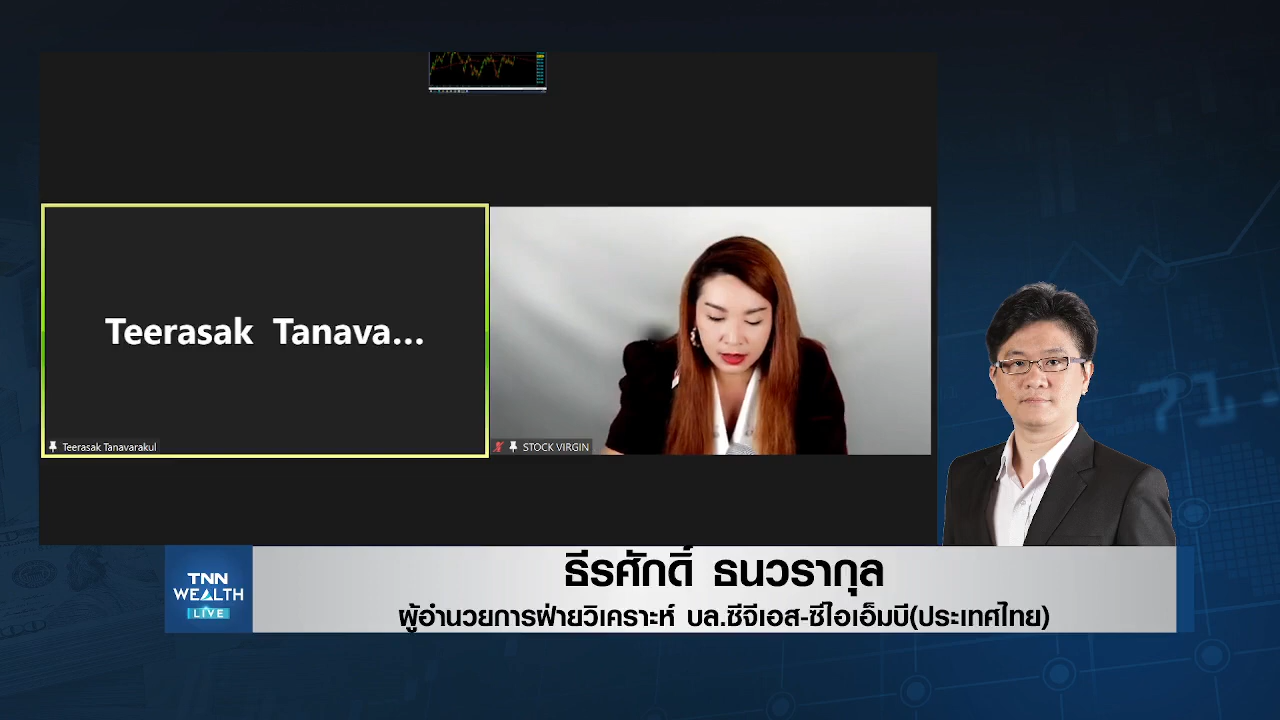 Teerasak Tanava...
Teerasak Tanavarakul
STOCK VIRGIN
71.
TNN
WEALTH
LIVE
ธีรศักดิ์ ธนวรากุล
ผู้อำนวยการฝ่ายวิเคราะห์ บล.ซีจีเอส-ซีไอเอ็มบี(ประเทศไทย)